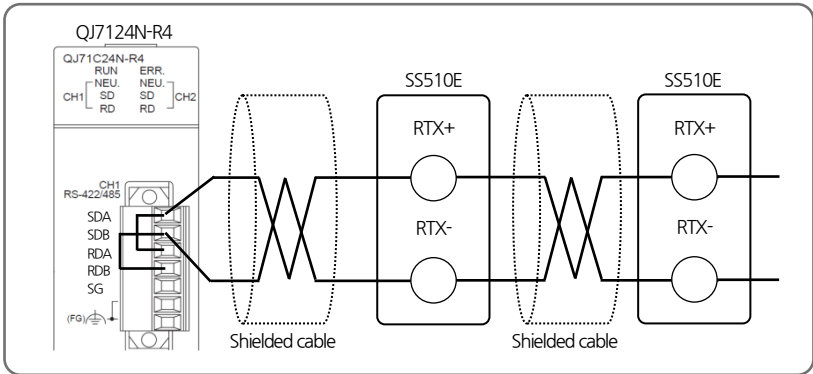 QJ7124N-R4
QJ71C24N-R4
RUN ERR.
NEU. NEU.
CH1 SD SD CH2
RD RD
CH1
RS-422/485
SDA
SDB
RDA
RDB
SG
(FG)
Shielded cable
SS510E
RTX+
RTX-
Shielded cable
SS510E
RTX+
RTX-